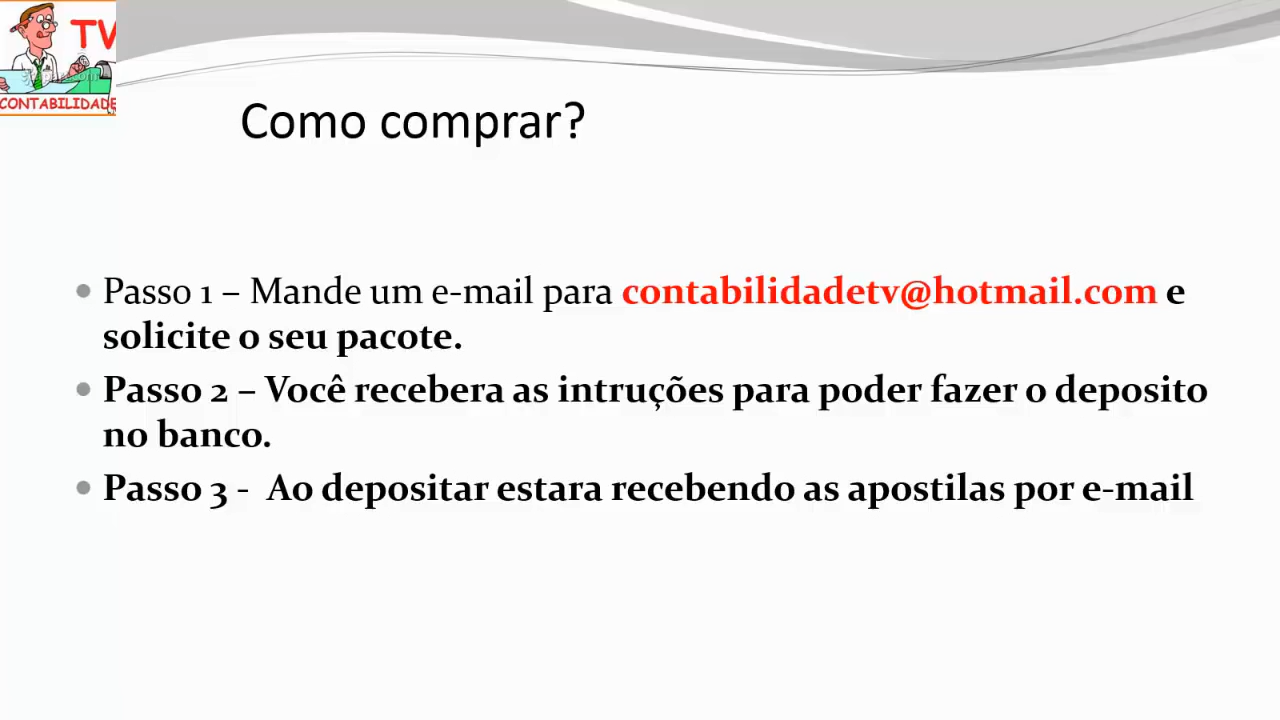 TV
CONTABILIDADE
Como comprar?
Passo 1 – Mande um e-mail para contabilidadetv@hotmail.com e
solicite o seu pacote.
Passo 2 – Você recebera as intruções para poder fazer o deposito
no banco.
Passo 3 - Ao depositar estara recebendo as apostilas por e-mail